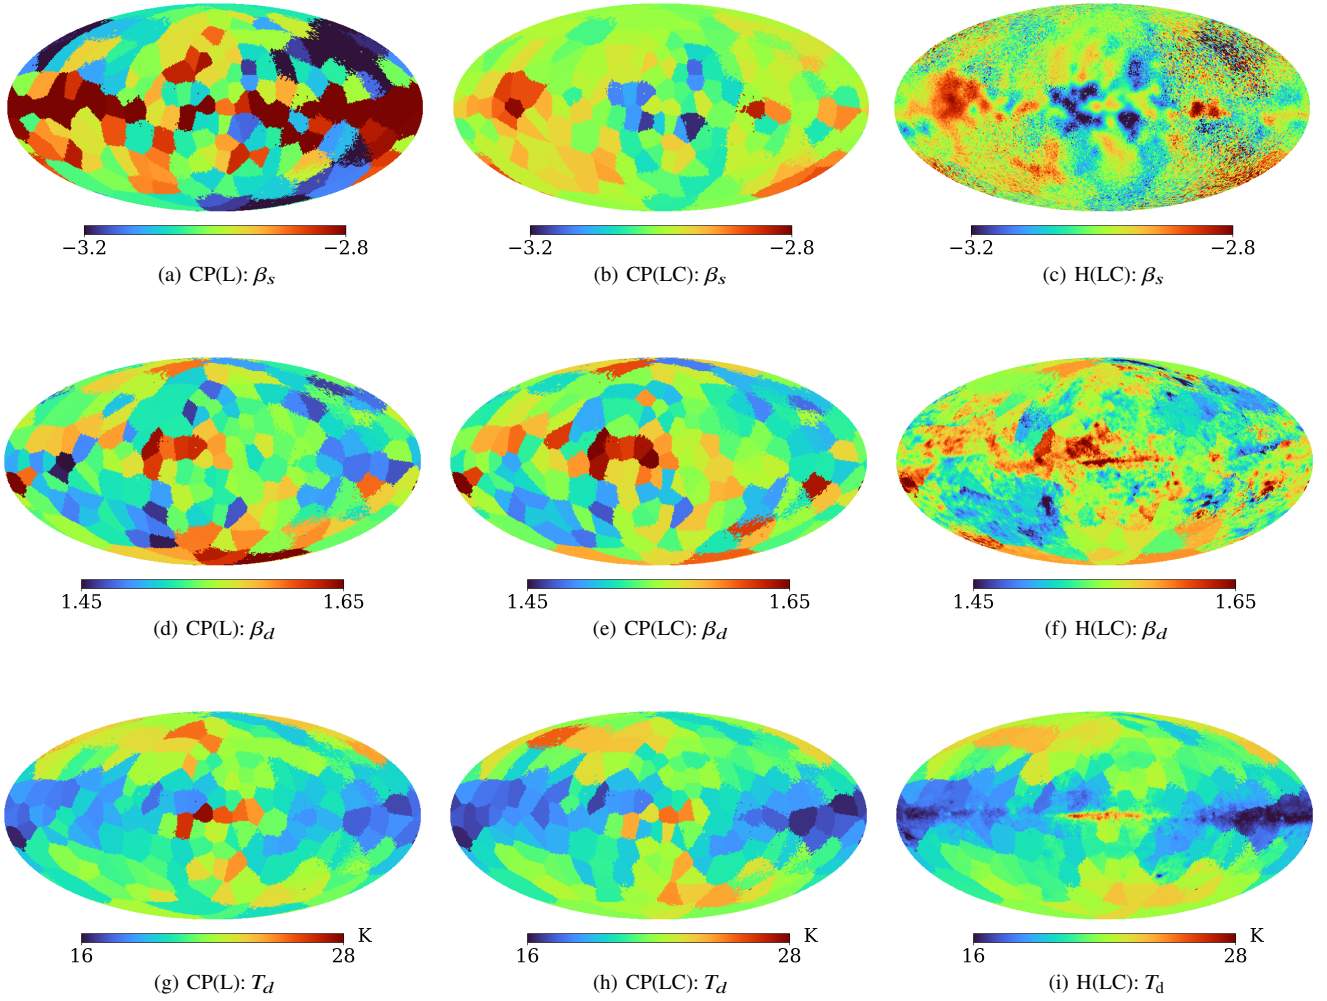 −3.2 −2.8 −3.2 −2.8 −3.2 −2.8
(a) CP(L): βs (b) CP(LC): βs (c) H(LC): βs
1.45 1.65 1.45 1.65 1.45 1.65
(d) CP(L): βd (e) CP(LC): βd (f) H(LC): βd
K K K
16 28 16 28 16 28
(g) CP(L): Td (h) CP(LC): Td (i) H(LC): Td